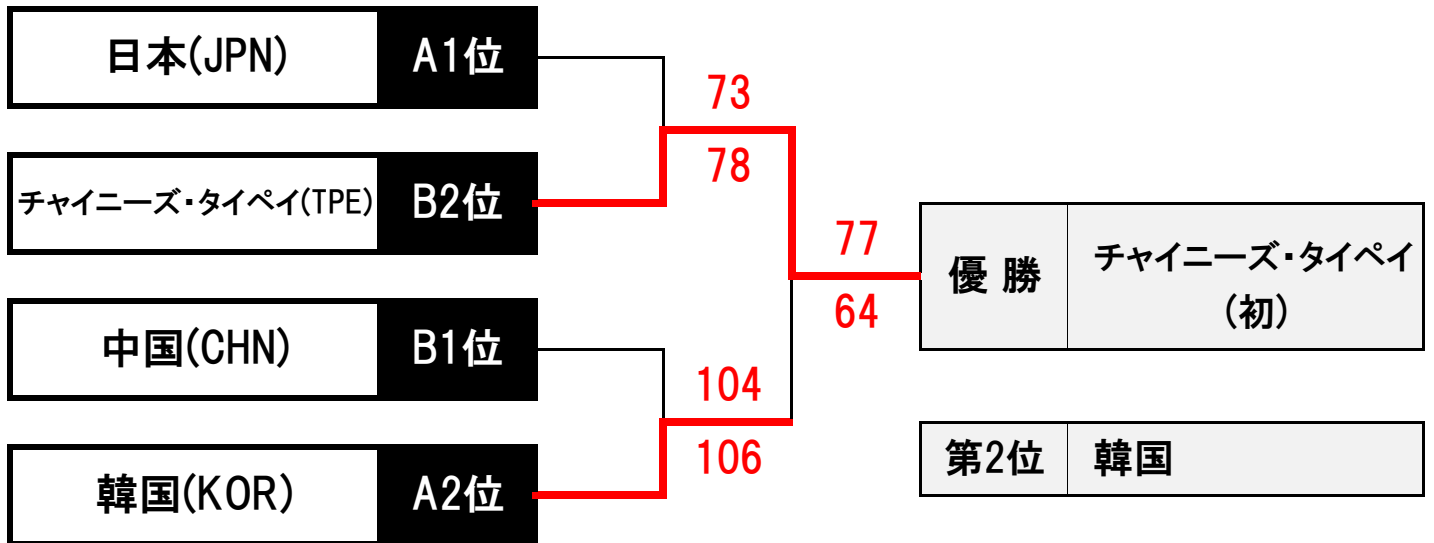 日本(JPN) A1位
73
78
チャイニーズ・タイペイ(TPE) B2位
77
64
優 勝 チャイニーズ・タイペイ
(初)
中国(CHN) B1位
104
106
第2位 韓国
韓国(KOR) A2位